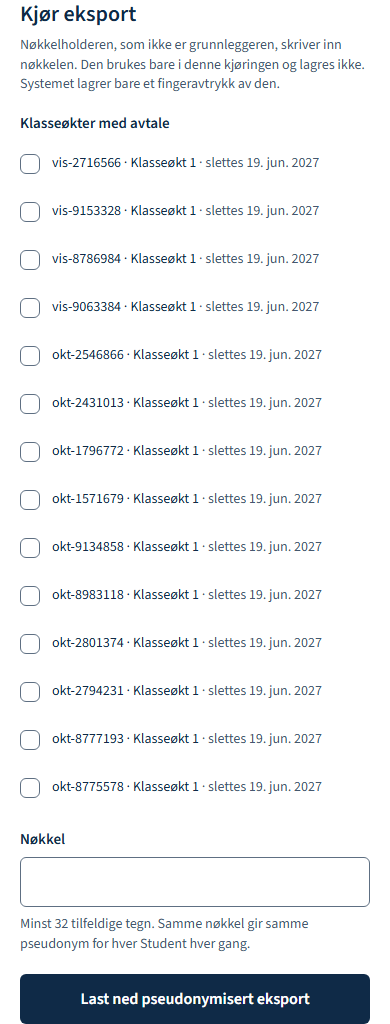 Kjør eksport
Nøkkelholderen, som ikke er grunnleggeren, skriver inn
nøkkelen. Den brukes bare i denne kjøringen og lagres ikke.
Systemet lagrer bare et fingeravtrykk av den.
Klasseøkter med avtale
vis-2716566 · Klasseøkt 1 · slettes 19. jun. 2027
vis-9153328 · Klasseøkt 1 · slettes 19. jun. 2027
vis-8786984 · Klasseøkt 1 · slettes 19. jun. 2027
vis-9063384 · Klasseøkt 1 · slettes 19. jun. 2027
okt-2546866 · Klasseøkt 1 · slettes 19. jun. 2027
okt-2431013 · Klasseøkt 1 · slettes 19. jun. 2027
okt-1796772 · Klasseøkt 1 · slettes 19. jun. 2027
okt-1571679 · Klasseøkt 1 · slettes 19. jun. 2027
okt-9134858 · Klasseøkt 1 · slettes 19. jun. 2027
okt-8983118 · Klasseøkt 1 · slettes 19. jun. 2027
okt-2801374 · Klasseøkt 1 · slettes 19. jun. 2027
okt-2794231 · Klasseøkt 1 · slettes 19. jun. 2027
okt-8777193 · Klasseøkt 1 · slettes 19. jun. 2027
okt-8775578 · Klasseøkt 1 · slettes 19. jun. 2027
Nøkkel
Minst 32 tilfeldige tegn. Samme nøkkel gir samme
pseudonym for hver Student hver gang.
Last ned pseudonymisert eksport